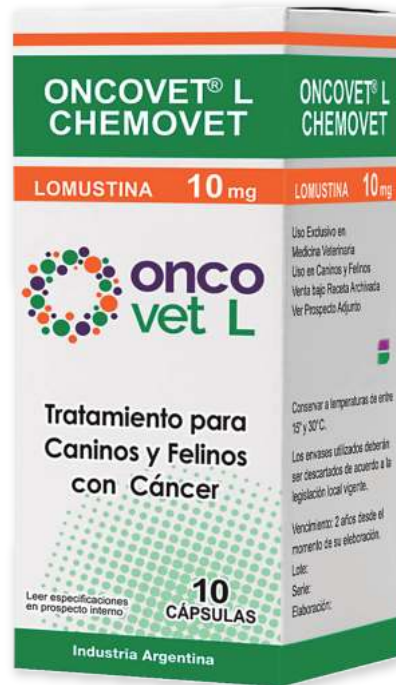 ONCOVET® L
CHEMOVET
LOMUSTINA 10 mg
onco
vet L
Tratamiento para
Caninos y Felinos
con Cáncer
Leer especificaciones
en prospecto interno
10
CÁPSULAS
Industria Argentina
ONCOVET® L
CHEMOVET
LOMUSTINA 10 mg
Uso Exclusivo en
Medicina Veterinaria
Uso en Caninos y Felinos
Venta bajo Receta Archivada
Ver Prospecto Adjunto
Conservar a temperaturas de entre
15° y 30°C.
Los envases utilizados deberán
ser descartados de acuerdo a la
legislación local vigente.
Vencimiento: 2 años desde el
momento de su eleboración.
Lote:
Serie:
Elaboración: